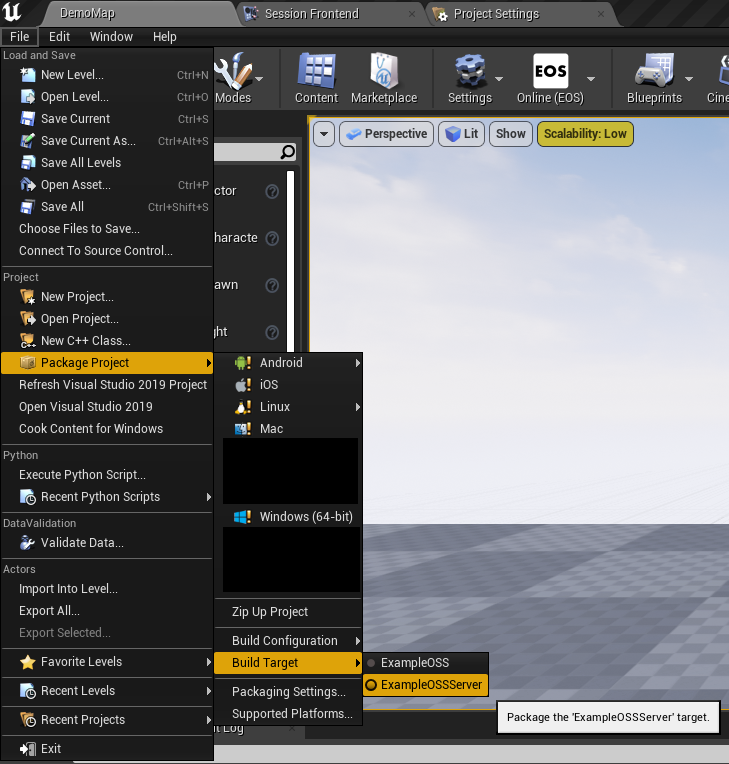 DemoMap
Session Frontend
Project Settings
File Edit Window Help
Load and Save
New Level... Ctrl+N
Open Level... Ctrl+O
Save Current Ctrl+S
Save Current As... Ctrl+Alt+S
Save All Levels
Open Asset... Ctrl+P
Save All Ctrl+Shift+S
Choose Files to Save...
Connect To Source Control...
Project
New Project...
Open Project...
New C++ Class...
Package Project
Refresh Visual Studio 2019 Project
Open Visual Studio 2019
Cook Content for Windows
Python
Execute Python Script...
Recent Python Scripts
DataValidation
Validate Data...
Actors
Import Into Level...
Export All...
Export Selected...
Favorite Levels
Recent Levels
Recent Projects
Exit
Modes
Content
Marketplace
Settings
EOS
Online (EOS)
Blueprints
Cine
Perspective
Lit
Show
Scalability: Low
ctor
characte
awn
ght
Android
iOS
Linux
Mac
Windows (64-bit)
Zip Up Project
Build Configuration
Build Target
Packaging Settings...
Supported Platforms...
t Log
ExampleOSS
ExampleOSSServer
Package the 'ExampleOSSServer' target.